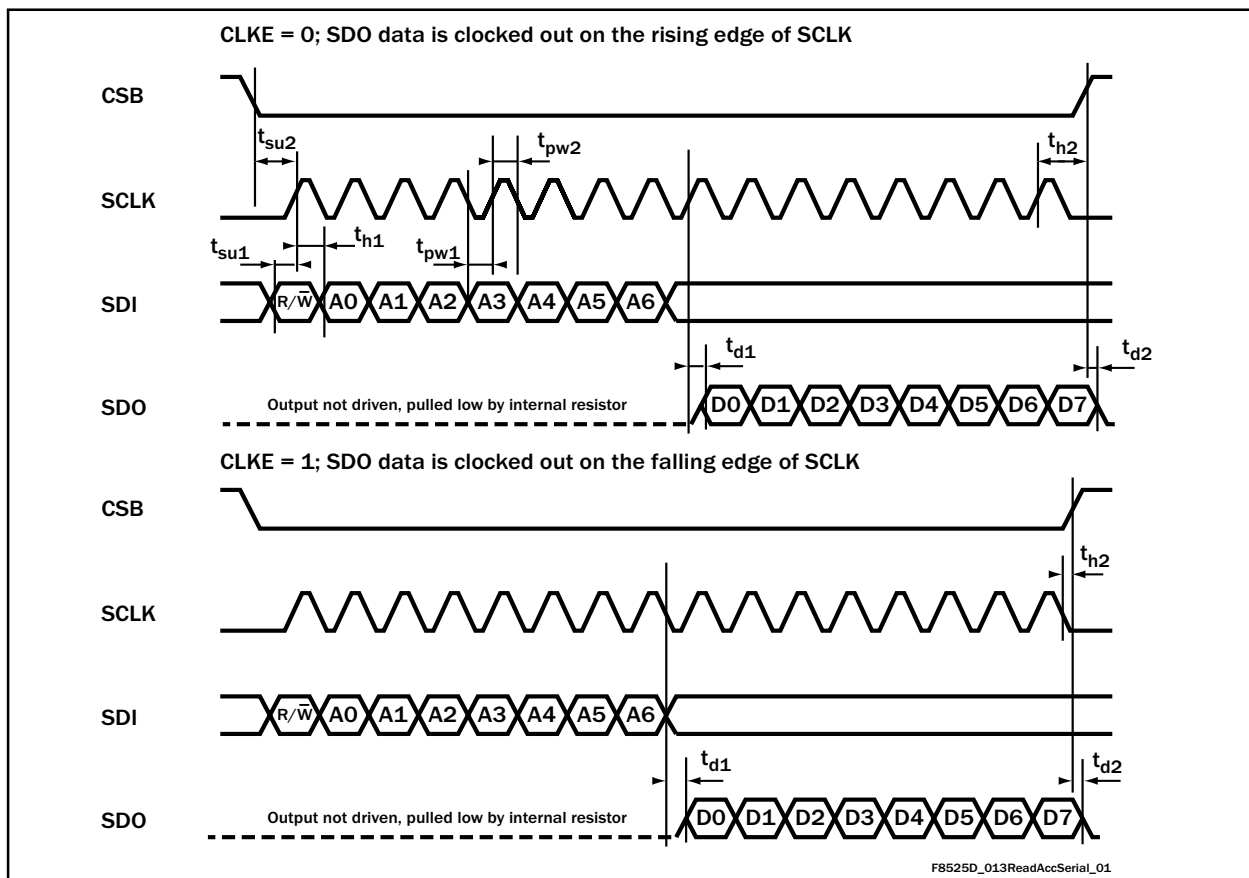 CLKE = 0; SDO data is clocked out on the rising edge of SCLK
CSB
tsu2
tpw2
th2
SCLK
tsu1
th1
tpw1
SDI
R/W̅ A0 A1 A2 A3 A4 A5 A6
td1
td2
SDO
Output not driven, pulled low by internal resistor
D0 D1 D2 D3 D4 D5 D6 D7
CLKE = 1; SDO data is clocked out on the falling edge of SCLK
CSB
th2
SCLK
SDI
R/W̅ A0 A1 A2 A3 A4 A5 A6
td1
td2
SDO
Output not driven, pulled low by internal resistor
D0 D1 D2 D3 D4 D5 D6 D7
F8525D_013ReadAccSerial_01